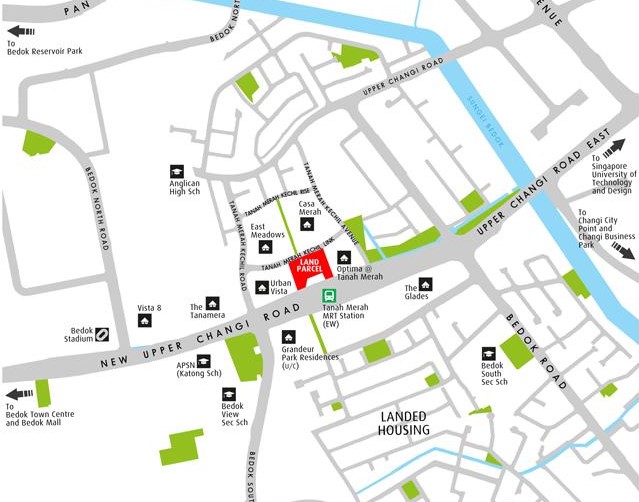 PAN
To
Bedok Reservoir Park
BEDOK NORT
ENUE
UPPER CHANGI ROAD
SUNGEI BEDOK
To
Singapore
University of
Technology
and Design
To
Changi City
Point and
Changi Business
Park
UPPER CHANGI ROAD EAST
BEDOK NORTH ROAD
Anglican
High Sch
TANAH MERAH KECHIL RISE
TANAH MERAH KECHIL AVENUE
TANAH MERAH KECHIL ROAD
Casa
Merah
East
Meadows
TANAH MERAH KECHIL LINK
LAND
PARCEL
Optima @
Tanah Merah
Urban
Vista
The
Glades
Tanah Merah
MRT Station
(EW)
The
Tanamera
Vista 8
Bedok
Stadium
NEW UPPER CHANGI ROAD
Grandeur
Park Residences
(U/C)
APSN
(Katong Sch)
Bedok
View
Sec Sch
BEDOK ROAD
Bedok
South
Sec Sch
To
Bedok Town Centre
and Bedok Mall
LANDED
HOUSING
BEDOK SOUT